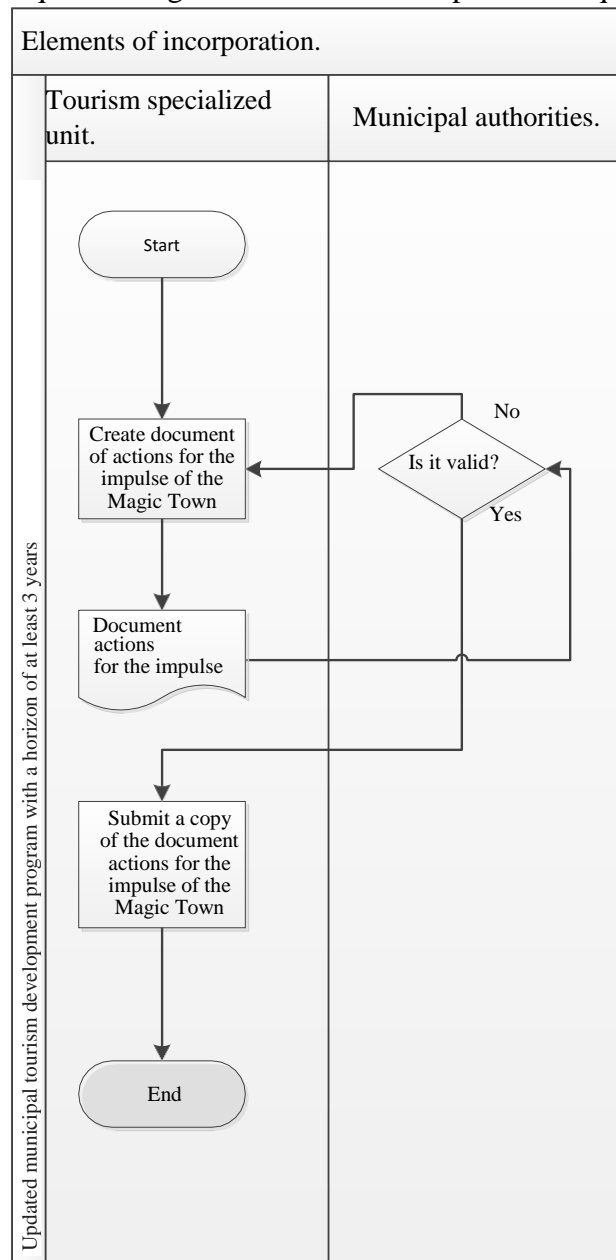 Elements of incorporation.
Tourism specialized
unit.
Municipal authorities.
Updated municipal tourism development program with a horizon of at least 3 years
Start
Create document
of actions for the
impulse of the
Magic Town
No
Is it valid?
Yes
Document
actions
for the impulse
Submit a copy
of the document
actions for the
impulse of the
Magic Town
End